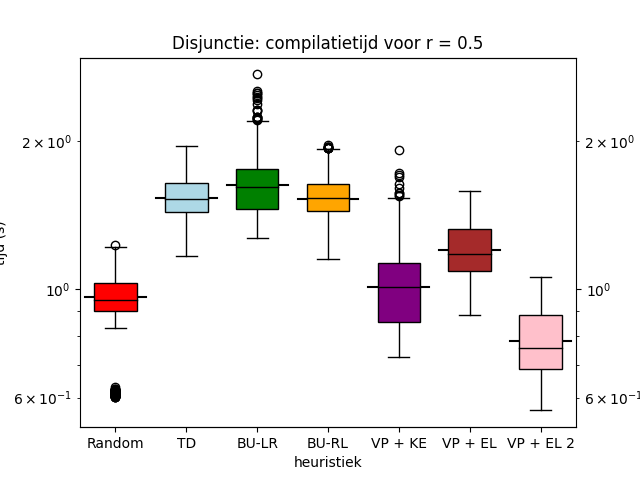 Disjunctie: compilatietijd voor r = 0.5
2 × 10⁰ 2 × 10⁰
tijd (s)
10⁰ 10⁰
6 × 10⁻¹ 6 × 10⁻¹
Random TD BU-LR BU-RL VP + KE VP + EL VP + EL 2
heuristiek